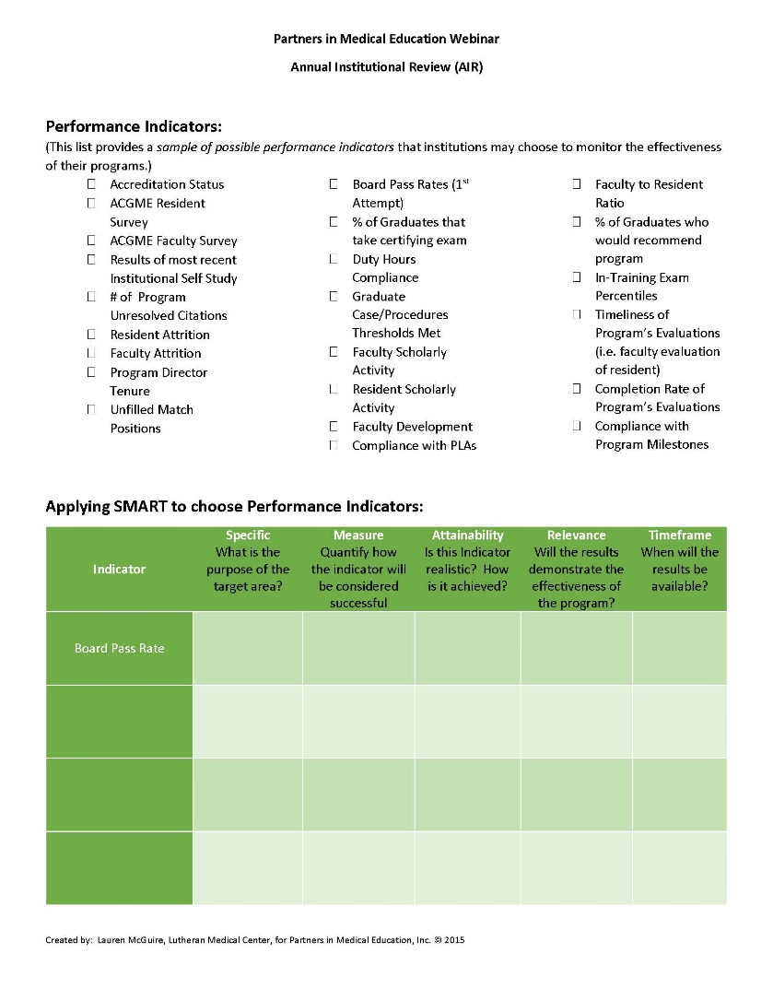 Partners in Medical Education Webinar
Annual Institutional Review (AIR)
Performance Indicators:
(This list provides a sample of possible performance indicators that institutions may choose to monitor the effectiveness
of their programs.)
☐ Accreditation Status
☐ ACGME Resident
Survey
☐ ACGME Faculty Survey
☐ Results of most recent
Institutional Self Study
☐ # of Program
Unresolved Citations
☐ Resident Attrition
☐ Faculty Attrition
☐ Program Director
Tenure
☐ Unfilled Match
Positions
☐ Board Pass Rates (1st
Attempt)
☐ % of Graduates that
take certifying exam
☐ Duty Hours
Compliance
☐ Graduate
Case/Procedures
Thresholds Met
☐ Faculty Scholarly
Activity
☐ Resident Scholarly
Activity
☐ Faculty Development
☐ Compliance with PLAs
☐ Faculty to Resident
Ratio
☐ % of Graduates who
would recommend
program
☐ In-Training Exam
Percentiles
☐ Timeliness of
Program's Evaluations
(i.e. faculty evaluation
of resident)
☐ Completion Rate of
Program's Evaluations
☐ Compliance with
Program Milestones
Applying SMART to choose Performance Indicators:
Indicator
Specific
What is the
purpose of the
target area?
Measure
Quantify how
the indicator will
be considered
successful
Attainability
Is this Indicator
realistic? How
is it achieved?
Relevance
Will the results
demonstrate the
effectiveness of
the program?
Timeframe
When will the
results be
available?
Board Pass Rate
Created by: Lauren McGuire, Lutheran Medical Center, for Partners in Medical Education, Inc. © 2015